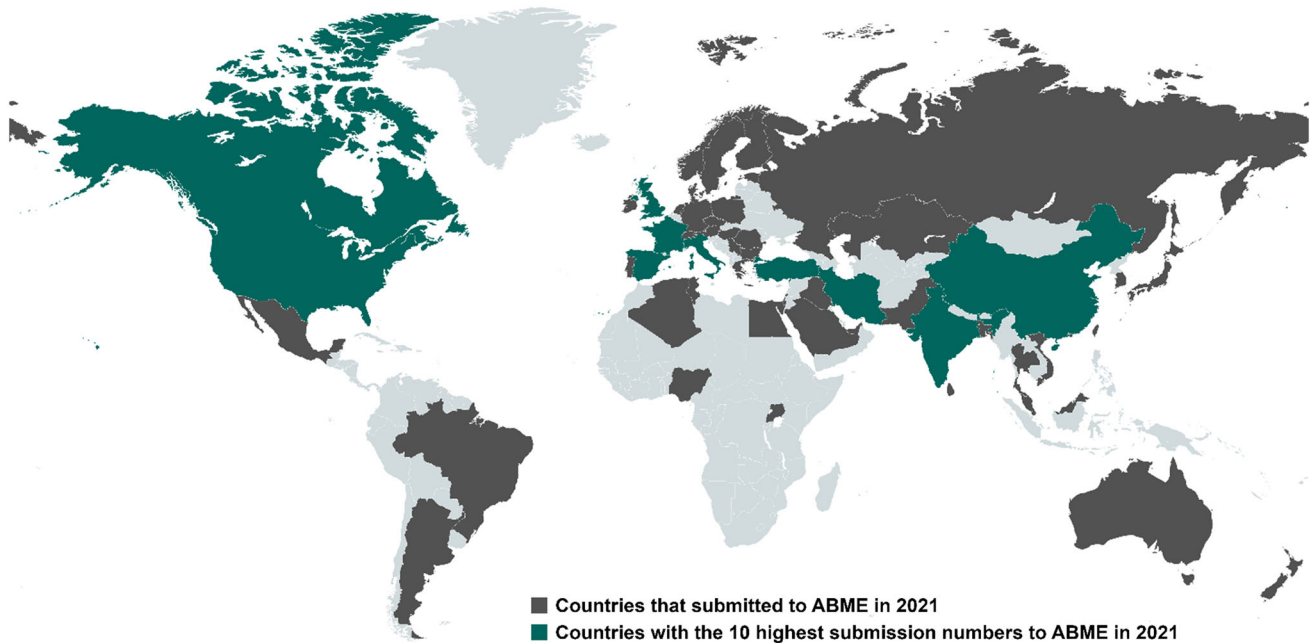 Countries that submitted to ABME in 2021
Countries with the 10 highest submission numbers to ABME in 2021